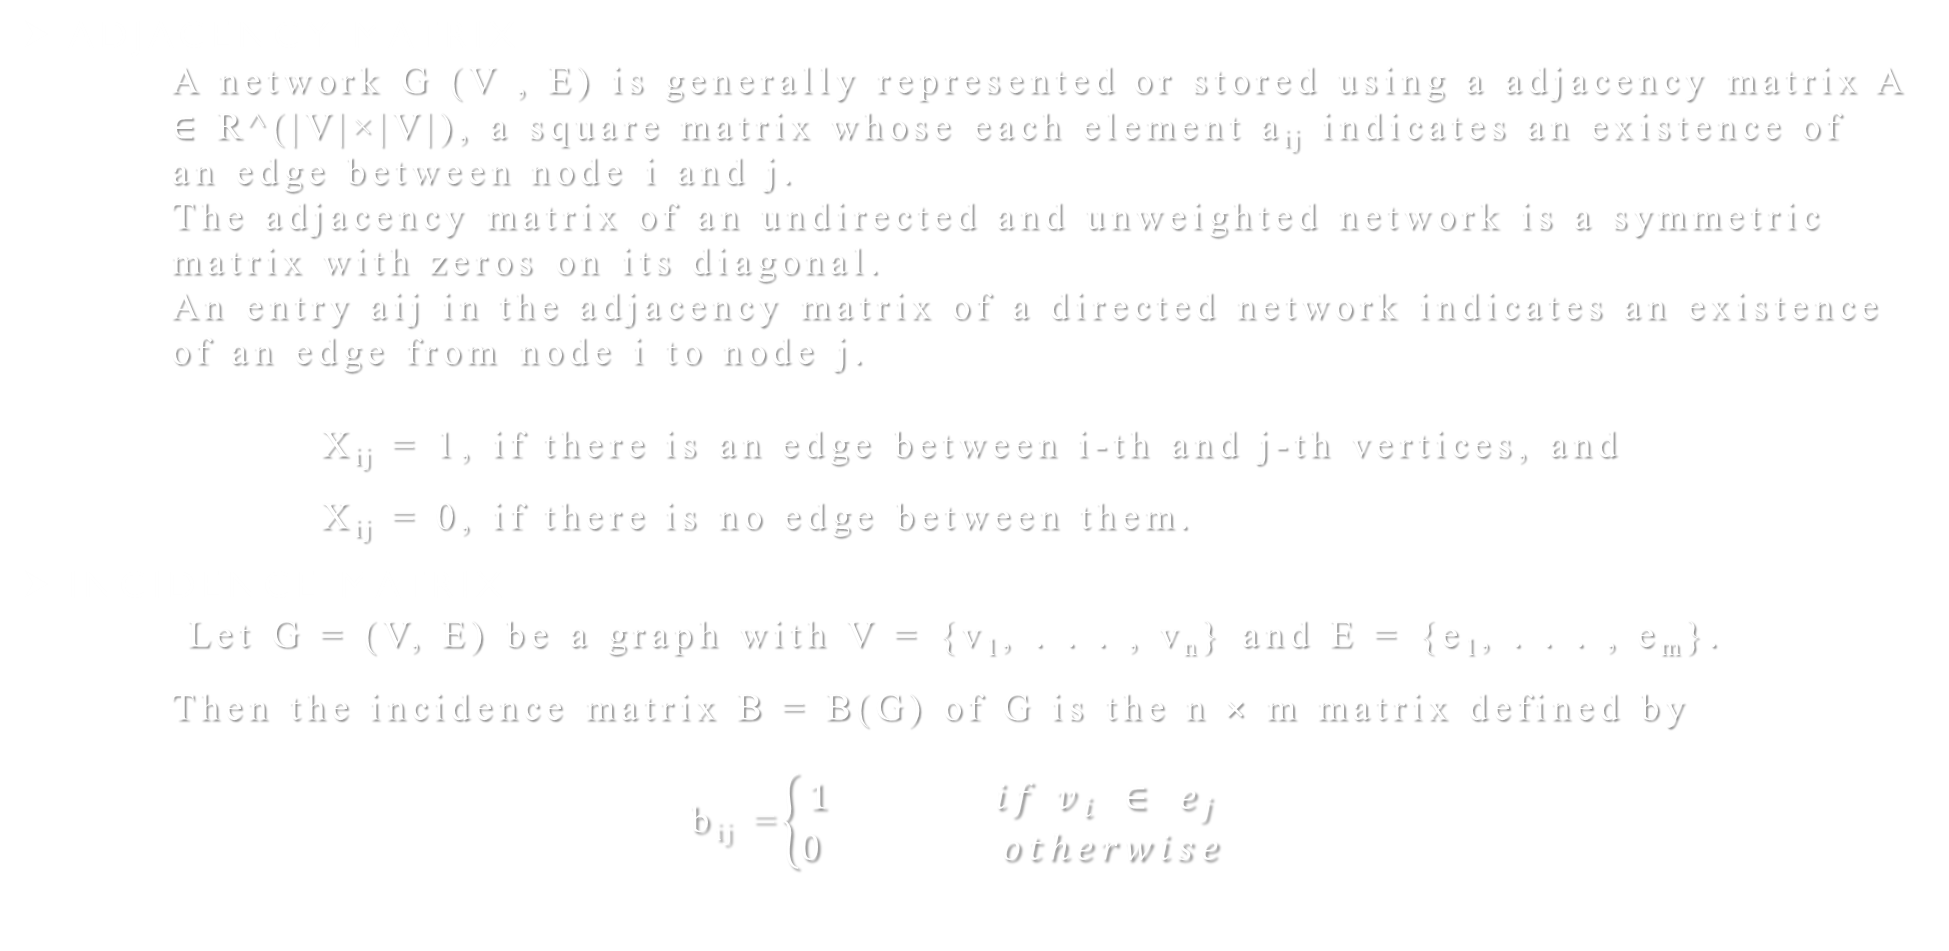 A network G (V , E) is generally represented or stored using a adjacency matrix A
∈ R^(|V|×|V|), a square matrix whose each element aᵢⱼ indicates an existence of
an edge between node i and j.
The adjacency matrix of an undirected and unweighted network is a symmetric
matrix with zeros on its diagonal.
An entry aij in the adjacency matrix of a directed network indicates an existence
of an edge from node i to node j.
Xᵢⱼ = 1, if there is an edge between i-th and j-th vertices, and
Xᵢⱼ = 0, if there is no edge between them.
Let G = (V, E) be a graph with V = {v₁, . . . , vₙ} and E = {e₁, . . . , eₘ}.
Then the incidence matrix B = B(G) of G is the n × m matrix defined by
bᵢⱼ = { 1 if vᵢ ∈ eⱼ
0 otherwise